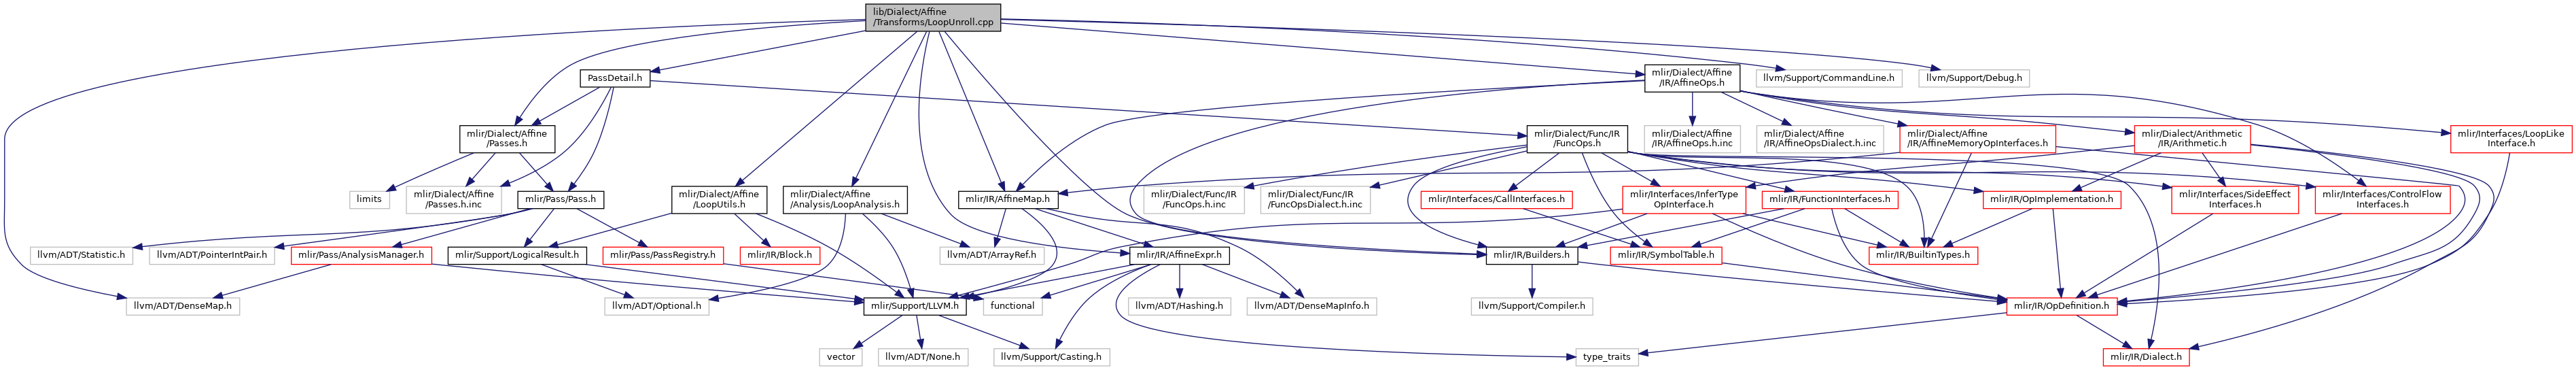 lib/Dialect/Affine
/Transforms/LoopUnroll.cpp
PassDetail.h
mlir/Dialect/Affine
/IR/AffineOps.h
llvm/Support/CommandLine.h
llvm/Support/Debug.h
mlir/Dialect/Affine
/Passes.h
mlir/Dialect/Func/IR
/FuncOps.h
mlir/Dialect/Affine
/IR/AffineOps.h.inc
mlir/Dialect/Affine
/IR/AffineOpsDialect.h.inc
mlir/Dialect/Affine
/IR/AffineMemoryOpInterfaces.h
mlir/Dialect/Arithmetic
/IR/Arithmetic.h
mlir/Interfaces/LoopLike
Interface.h
limits
mlir/Dialect/Affine
/Passes.h.inc
mlir/Pass/Pass.h
mlir/Dialect/Affine
/LoopUtils.h
mlir/Dialect/Affine
/Analysis/LoopAnalysis.h
mlir/IR/AffineMap.h
mlir/Dialect/Func/IR
/FuncOps.h.inc
mlir/Dialect/Func/IR
/FuncOpsDialect.h.inc
mlir/Interfaces/CallInterfaces.h
mlir/Interfaces/InferType
OpInterface.h
mlir/IR/FunctionInterfaces.h
mlir/IR/OpImplementation.h
mlir/Interfaces/SideEffect
Interfaces.h
mlir/Interfaces/ControlFlow
Interfaces.h
llvm/ADT/Statistic.h
llvm/ADT/PointerIntPair.h
mlir/Pass/AnalysisManager.h
mlir/Support/LogicalResult.h
mlir/Pass/PassRegistry.h
mlir/IR/Block.h
llvm/ADT/ArrayRef.h
mlir/IR/AffineExpr.h
mlir/IR/Builders.h
mlir/IR/SymbolTable.h
mlir/IR/BuiltinTypes.h
llvm/ADT/DenseMap.h
llvm/ADT/Optional.h
mlir/Support/LLVM.h
functional
llvm/ADT/Hashing.h
llvm/ADT/DenseMapInfo.h
llvm/Support/Compiler.h
mlir/IR/OpDefinition.h
vector
llvm/ADT/None.h
llvm/Support/Casting.h
type_traits
mlir/IR/Dialect.h